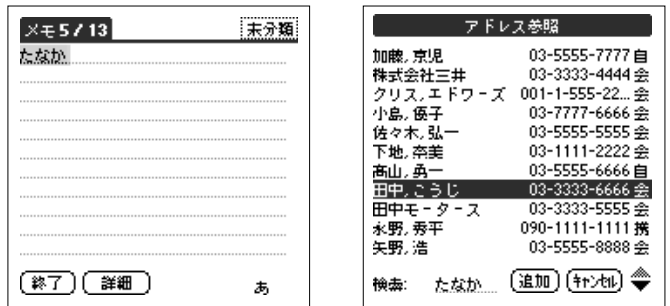 メモ 5 / 13 未分類
たなか
終了 詳細 あ
アドレス参照
加藤, 京児 03-5555-7777 自
株式会社三井 03-3333-4444 会
クリス, エドワーズ 001-1-555-22... 会
小島, 優子 03-7777-6666 会
佐々木, 弘一 03-5555-5555 会
下地, 卒美 03-1111-2222 会
高山, 勇一 03-5555-6666 自
田中, こうじ 03-3333-6666 会
田中モータース 03-3333-5555 会
永野, 秀平 090-1111-1111 携
矢野, 浩 03-5555-8888 会
検索: たなか 追加 キャンセル